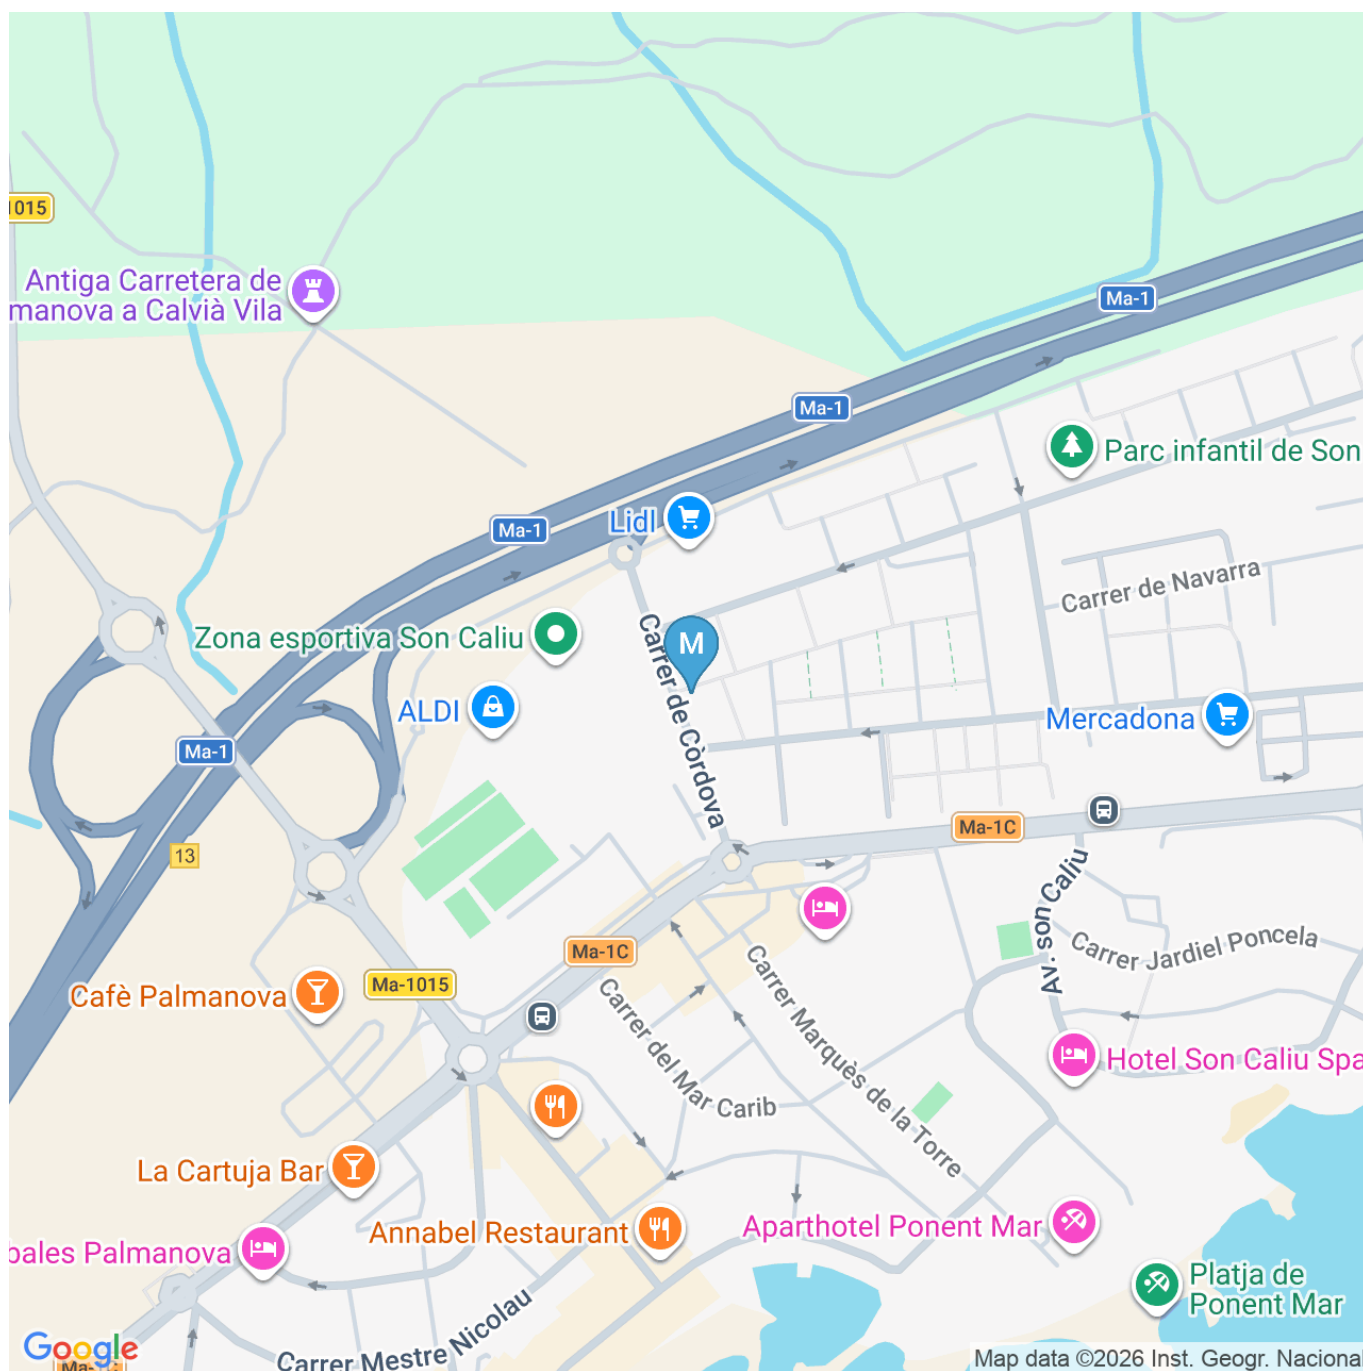 1015
Antiga Carretera de
manova a Calvià Vila
Ma-1
Ma-1
Parc infantil de Son
Lidl
Ma-1
Carrer de Navarra
Zona esportiva Son Caliu
M
Carrer de Còrdova
ALDI
Mercadona
Ma-1
Ma-1C
13
Av. son Caliu
Carrer Jardiel Poncela
Ma-1C
Ma-1015
Cafè Palmanova
Carrer del Mar Carib
Carrer Marquès de la Torre
Hotel Son Caliu Spa
La Cartuja Bar
Annabel Restaurant
Aparthotel Ponent Mar
bales Palmanova
Platja de
Ponent Mar
Carrer Mestre Nicolau
Google
Ma-1C
Map data ©2026 Inst. Geogr. Naciona